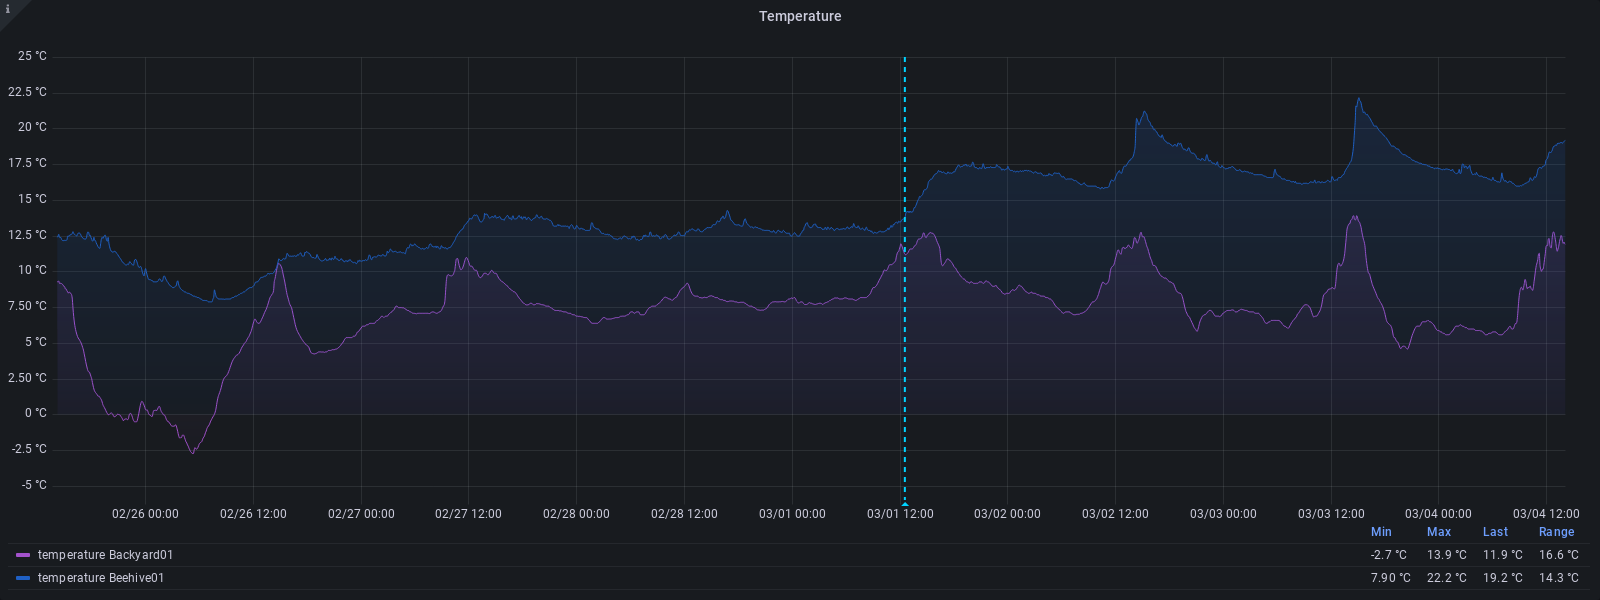 i
Temperature
25 °C
22.5 °C
20 °C
17.5 °C
15 °C
12.5 °C
10 °C
7.50 °C
5 °C
2.50 °C
0 °C
-2.5 °C
-5 °C
02/26 00:00 02/26 12:00 02/27 00:00 02/27 12:00 02/28 00:00 02/28 12:00 03/01 00:00 03/01 12:00 03/02 00:00 03/02 12:00 03/03 00:00 03/03 12:00 03/04 00:00 03/04 12:00
Min Max Last Range
temperature Backyard01 -2.7 °C 13.9 °C 11.9 °C 16.6 °C
temperature Beehive01 7.90 °C 22.2 °C 19.2 °C 14.3 °C